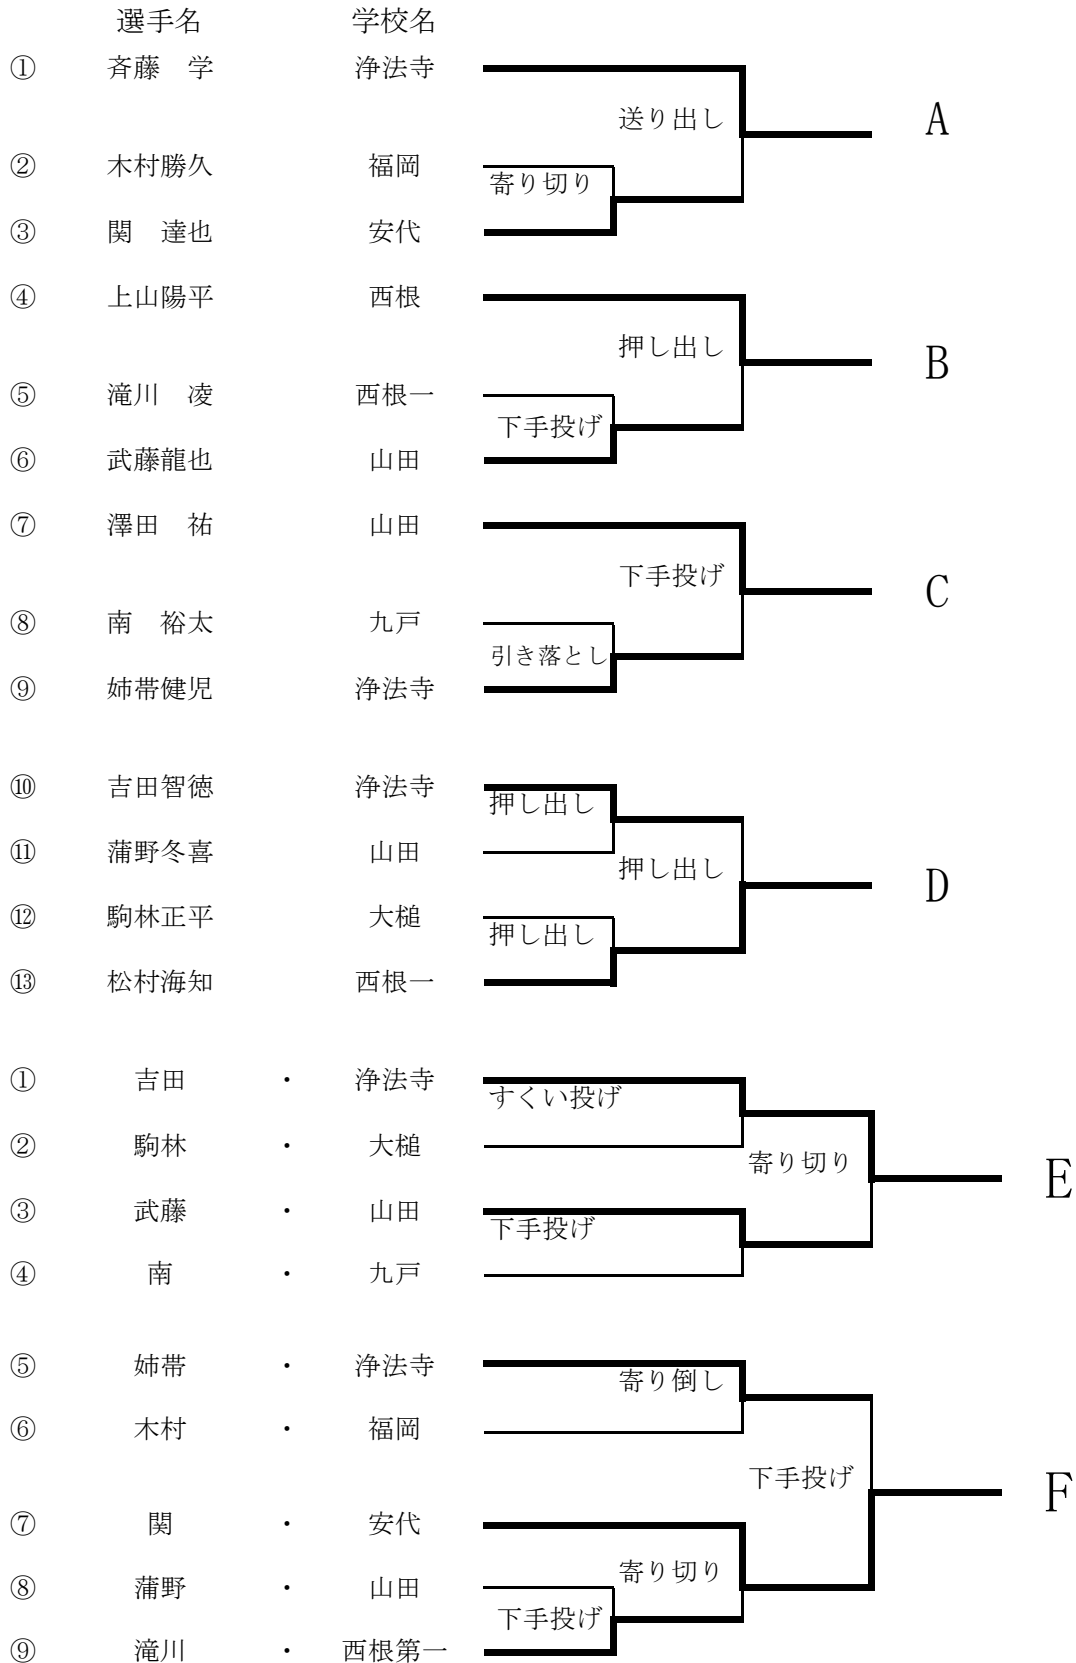 選手名 学校名
① 斉藤　学 浄法寺
送り出し A
② 木村勝久 福岡
寄り切り
③ 関　達也 安代
④ 上山陽平 西根
押し出し B
⑤ 滝川　凌 西根一
下手投げ
⑥ 武藤龍也 山田
⑦ 澤田　祐 山田
下手投げ C
⑧ 南　裕太 九戸
引き落とし
⑨ 姉帯健児 浄法寺
⑩ 吉田智徳 浄法寺
押し出し
⑪ 蒲野冬喜 山田
押し出し D
⑫ 駒林正平 大槌
押し出し
⑬ 松村海知 西根一
① 吉田 ・ 浄法寺
すくい投げ
② 駒林 ・ 大槌
寄り切り E
③ 武藤 ・ 山田
下手投げ
④ 南 ・ 九戸
⑤ 姉帯 ・ 浄法寺
寄り倒し
⑥ 木村 ・ 福岡
下手投げ F
⑦ 関 ・ 安代
寄り切り
⑧ 蒲野 ・ 山田
下手投げ
⑨ 滝川 ・ 西根第一